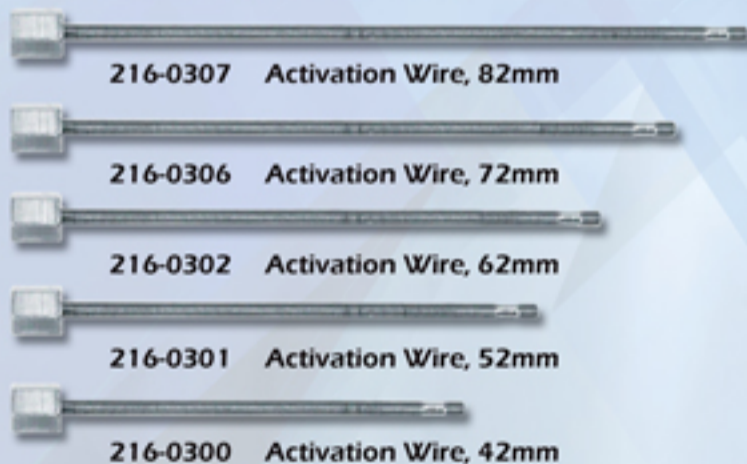 216-0307 Activation Wire, 82mm
216-0306 Activation Wire, 72mm
216-0302 Activation Wire, 62mm
216-0301 Activation Wire, 52mm
216-0300 Activation Wire, 42mm